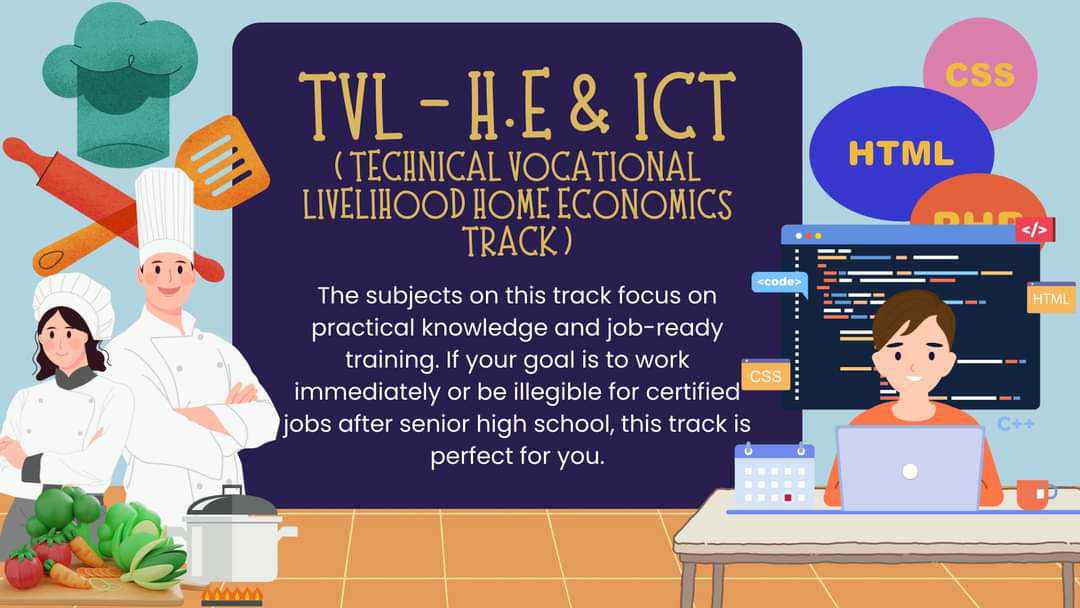 TVL - H.E & ICT
( TECHNICAL VOCATIONAL
LIVELIHOOD HOME ECONOMICS
TRACK )
The subjects on this track focus on
practical knowledge and job-ready
training. If your goal is to work
immediately or be illegible for certified
jobs after senior high school, this track is
perfect for you.
CSS
HTML
PHP
</>
<code>
HTML
CSS
C++